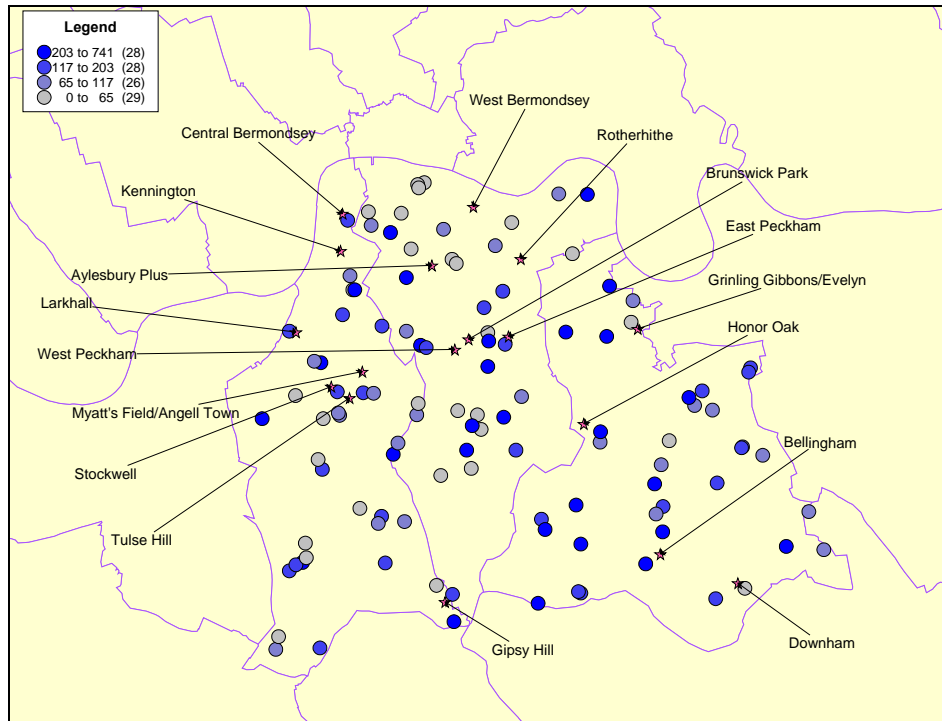 Legend
203 to 741 (28)
117 to 203 (28)
65 to 117 (26)
0 to 65 (29)
West Bermondsey
Central Bermondsey
Rotherhithe
Brunswick Park
Kennington
East Peckham
Aylesbury Plus
Grinling Gibbons/Evelyn
Larkhall
Honor Oak
West Peckham
Myatt's Field/Angell Town
Bellingham
Stockwell
Tulse Hill
Downham
Gipsy Hill